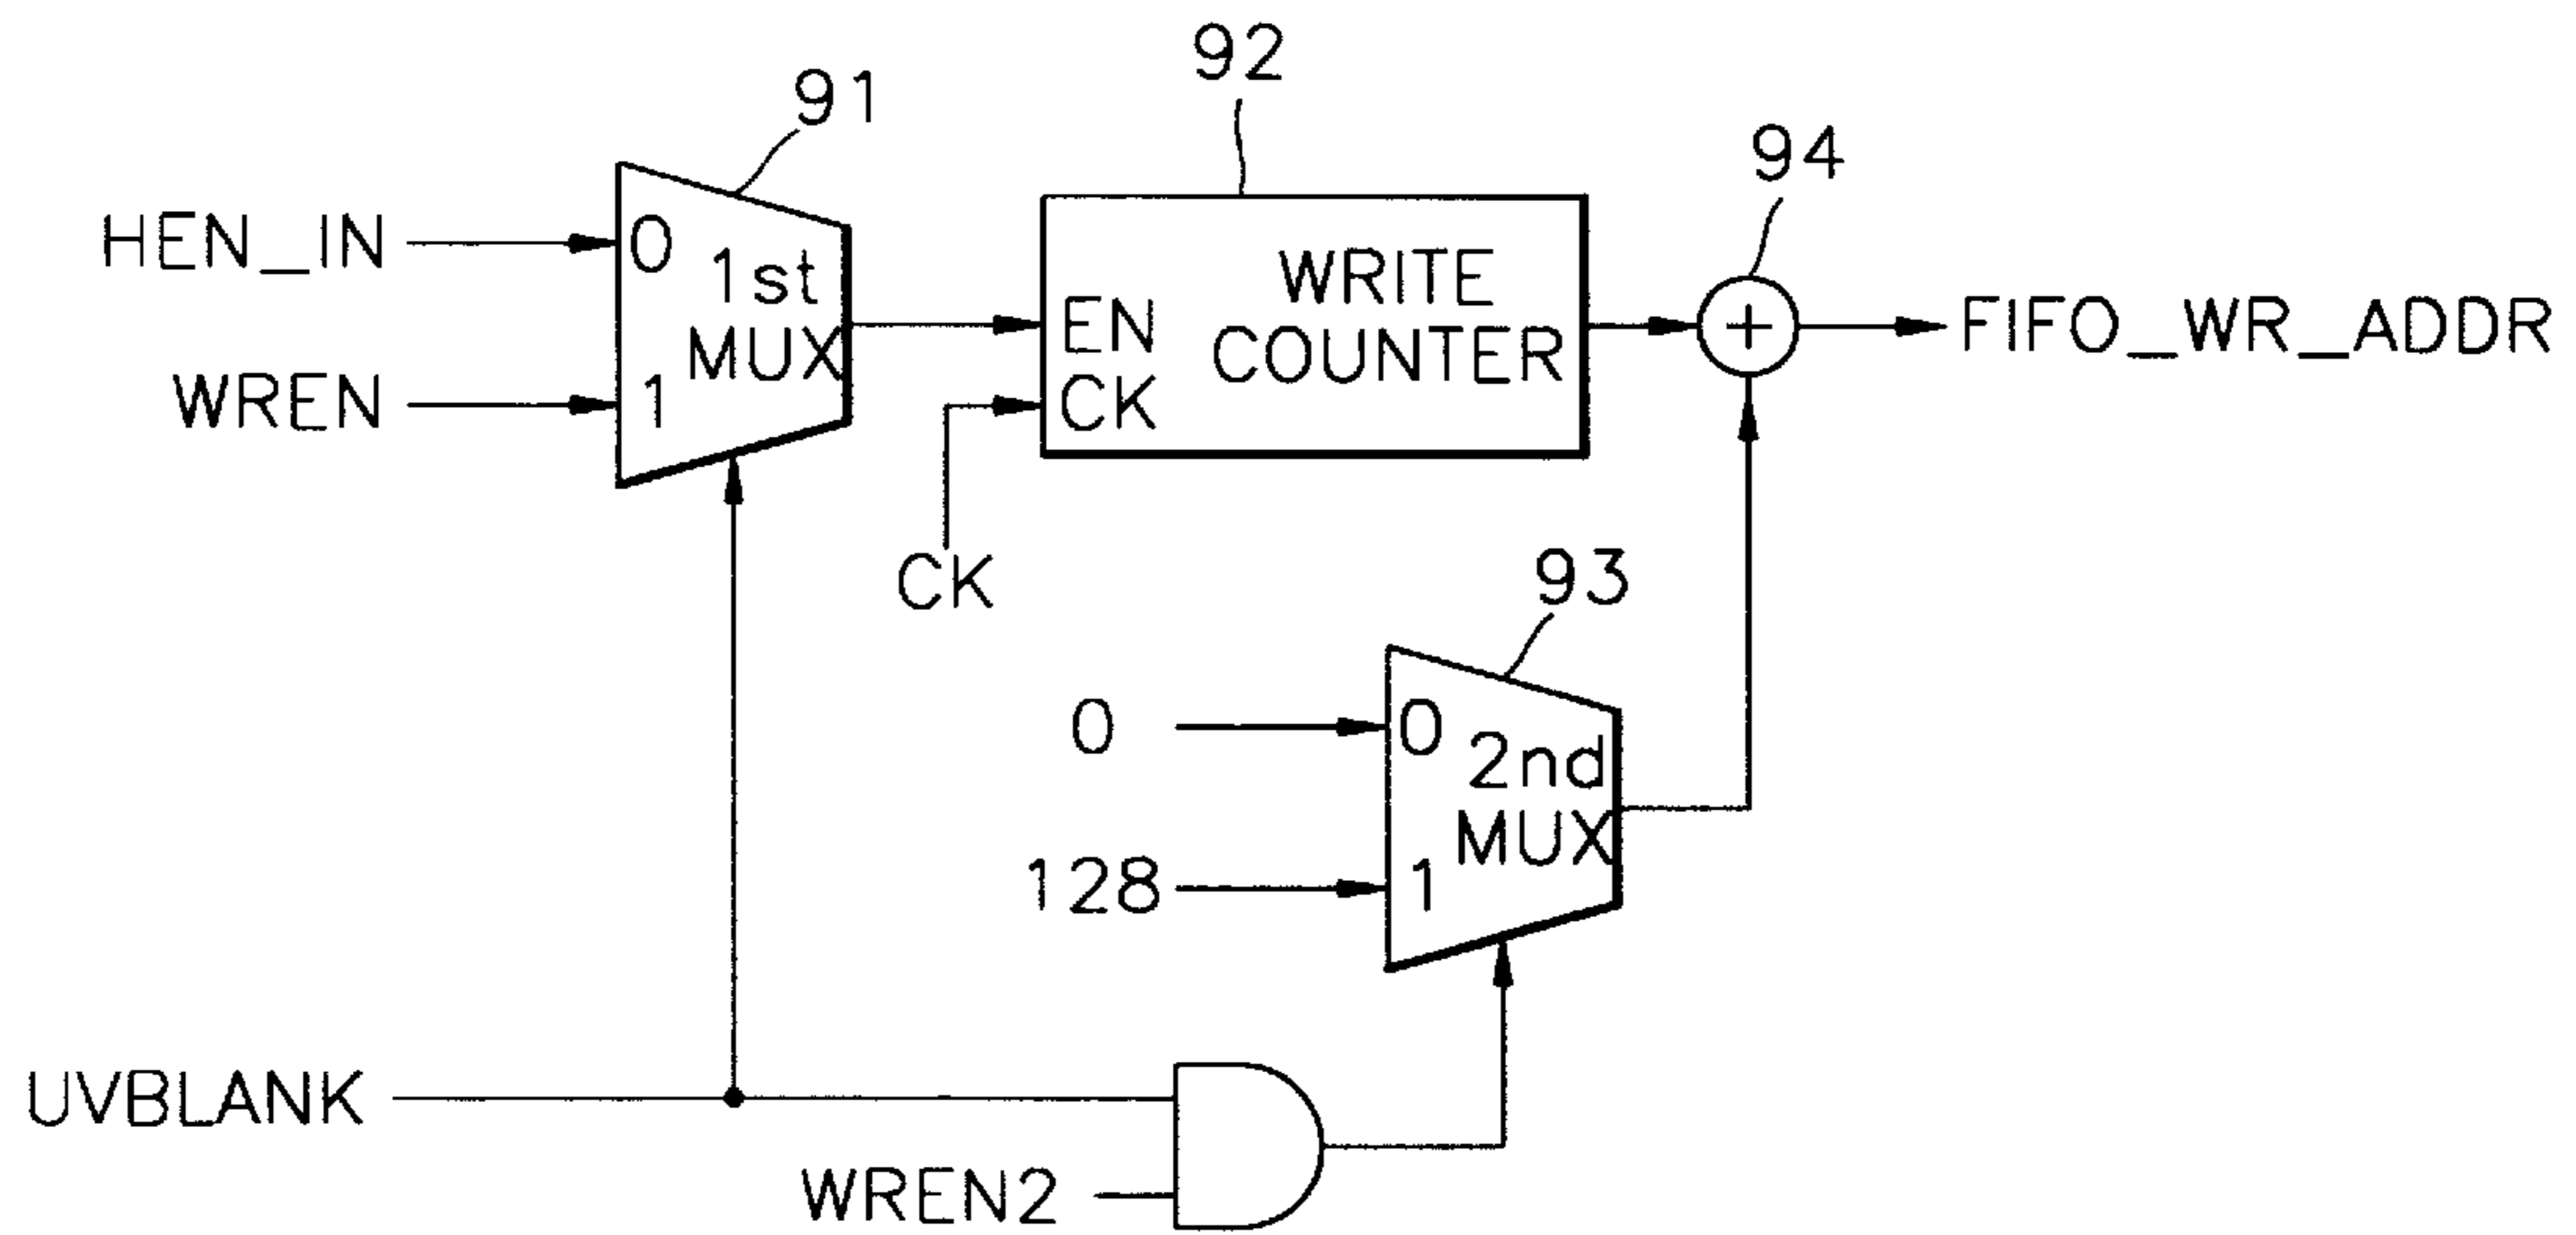 92
91
94
HEN_IN
0
1st
MUX
WREN
1
EN
CK
WRITE
COUNTER
FIFO_WR_ADDR
CK
93
0
0
2nd
MUX
128
1
UVBLANK
WREN2